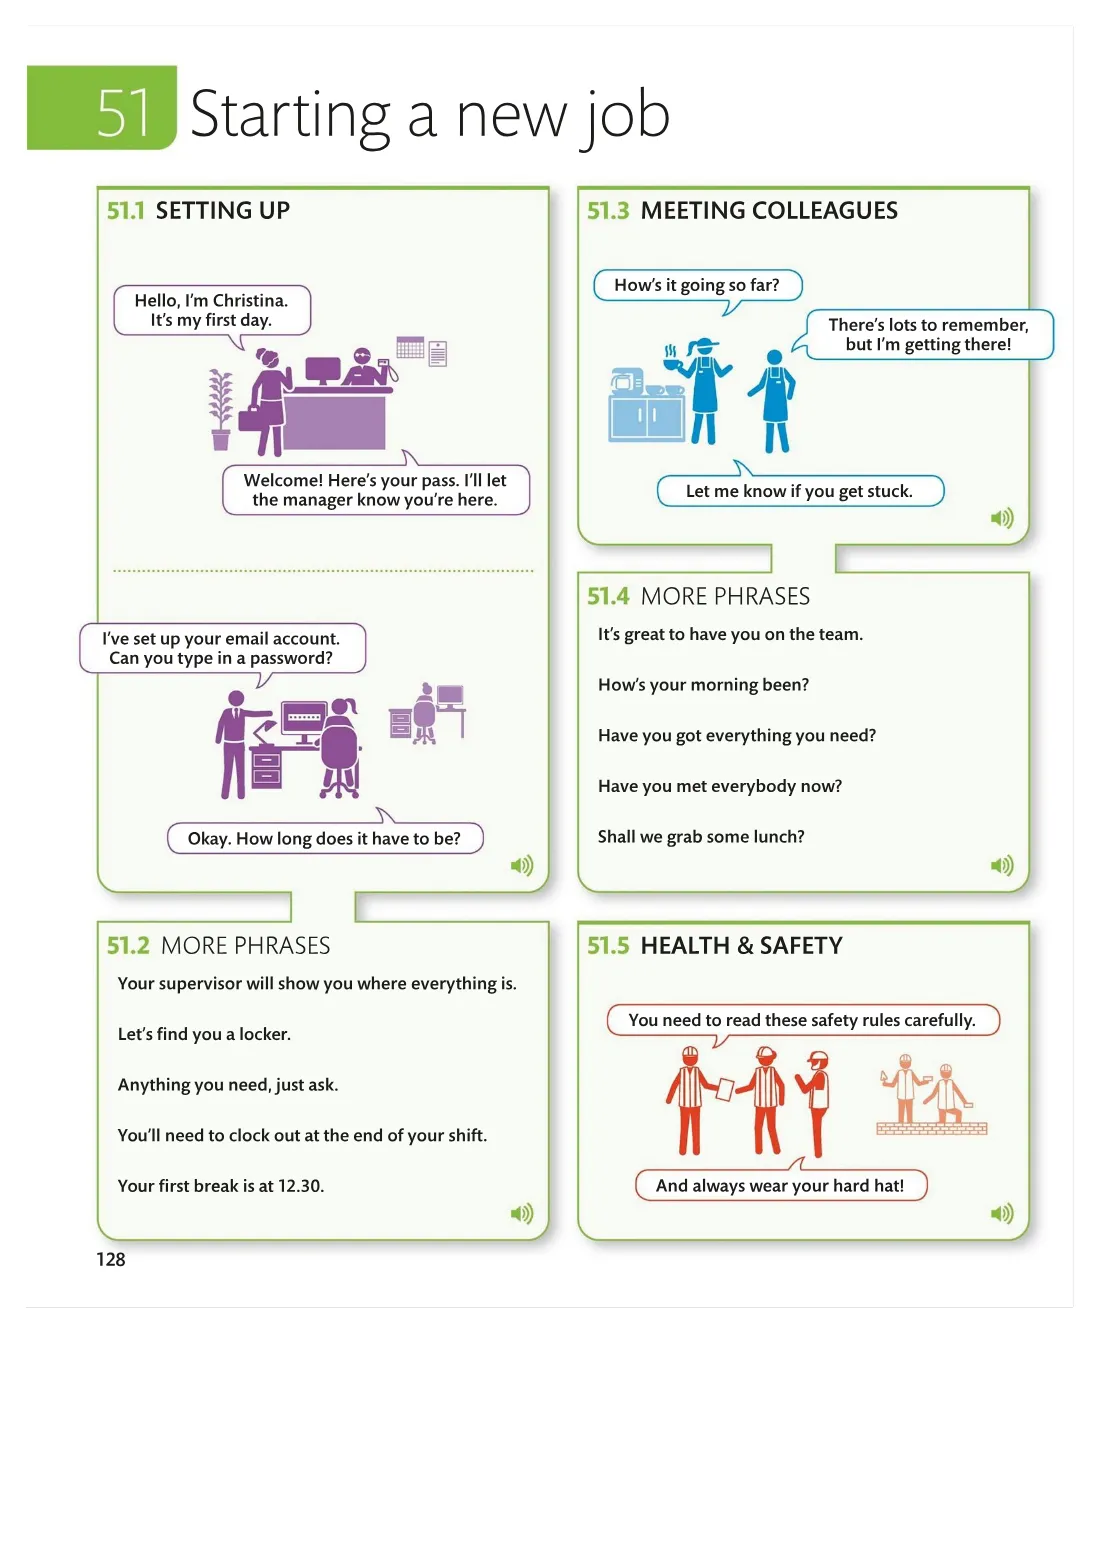 51 Starting a new job
51.1 SETTING UP
Hello, I'm Christina.
It's my first day.
Welcome! Here's your pass. I'll let
the manager know you're here.
I've set up your email account.
Can you type in a password?
Okay. How long does it have to be?
51.2 MORE PHRASES
Your supervisor will show you where everything is.
Let's find you a locker.
Anything you need, just ask.
You'll need to clock out at the end of your shift.
Your first break is at 12.30.
51.3 MEETING COLLEAGUES
How's it going so far?
There's lots to remember,
but I'm getting there!
Let me know if you get stuck.
51.4 MORE PHRASES
It's great to have you on the team.
How's your morning been?
Have you got everything you need?
Have you met everybody now?
Shall we grab some lunch?
51.5 HEALTH & SAFETY
You need to read these safety rules carefully.
And always wear your hard hat!
128